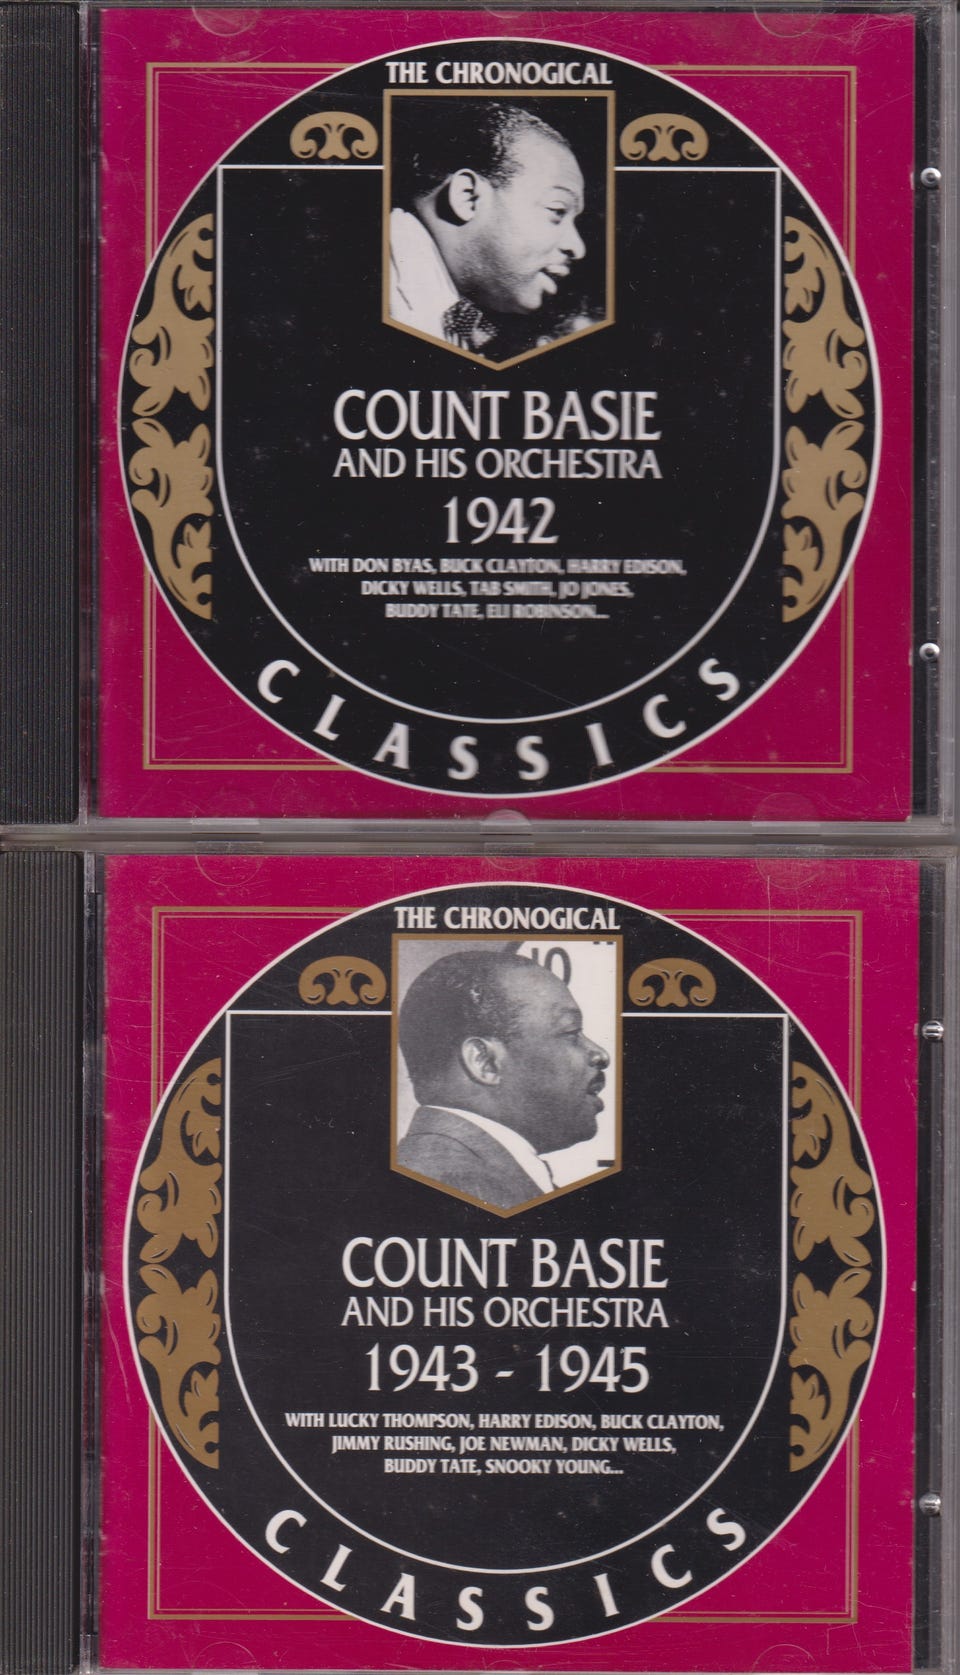 THE CHRONOGICAL
COUNT BASIE
AND HIS ORCHESTRA
1942
WITH DON BYAS, BUCK CLAYTON, HARRY EDISON,
DICKY WELLS, TAB SMITH, JO JONES,
BUDDY TATE, ELI ROBINSON...
CLASSICS
THE CHRONOGICAL
10
COUNT BASIE
AND HIS ORCHESTRA
1943 - 1945
WITH LUCKY THOMPSON, HARRY EDISON, BUCK CLAYTON,
JIMMY RUSHING, JOE NEWMAN, DICKY WELLS,
BUDDY TATE, SNOOKY YOUNG...
CLASSICS